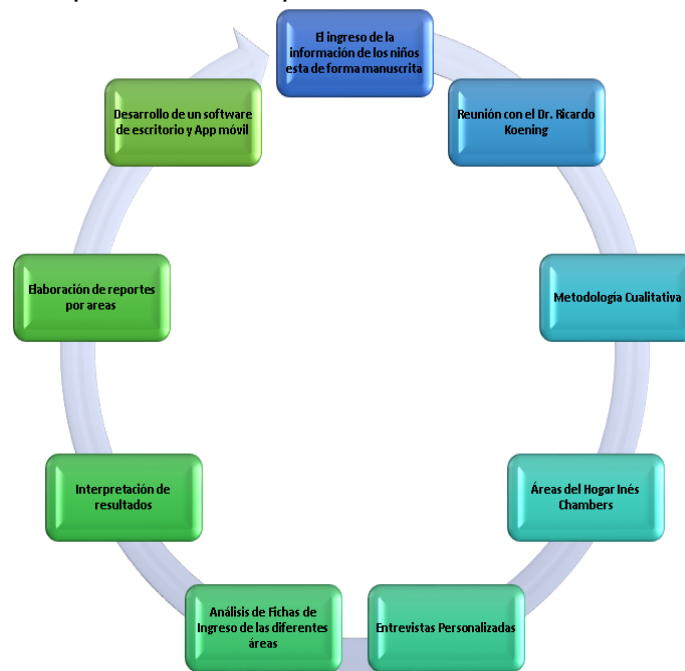 El ingreso de la
información de los niños
esta de forma manuscrita
Reunión con el Dr. Ricardo
Koening
Metodología Cualitativa
Áreas del Hogar Inés
Chambers
Entrevistas Personalizadas
Análisis de Fichas de
Ingreso de las diferentes
áreas
Interpretación de
resultados
Elaboración de reportes
por areas
Desarrollo de un software
de escritorio y App móvil